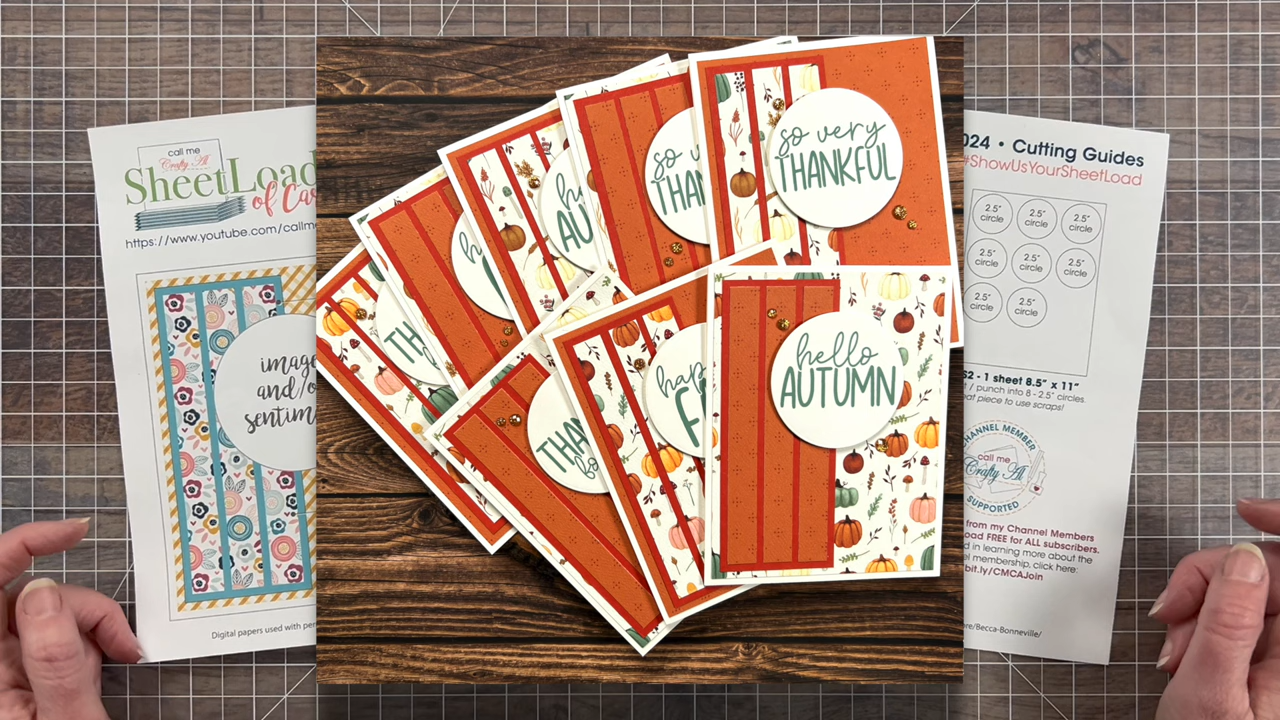 call me
Crafty Al
SheetLoad
of Car
https://www.youtube.com/callme
image
and/o
sentim
Digital papers used with per
so very
THANKFUL
hello
AUTUMN
so v
THAN
h
AU
h
TH
hap
F
THAN
fo
024 • Cutting Guides
#ShowUsYourSheetLoad
2.5"
circle
2.5"
circle
2.5"
circle
2.5"
circle
2.5"
circle
2.5"
circle
2.5"
circle
2.5"
circle
S2 - 1 sheet 8.5" x 11"
/ punch into 8 - 2.5" circles.
at piece to use scraps!
CHANNEL MEMBER
call me
Crafty Al
SUPPORTED
from my Channel Members
oad FREE for ALL subscribers.
d in learning more about the
el membership, click here:
bit.ly/CMCAJoin
re/Becca-Bonneville/